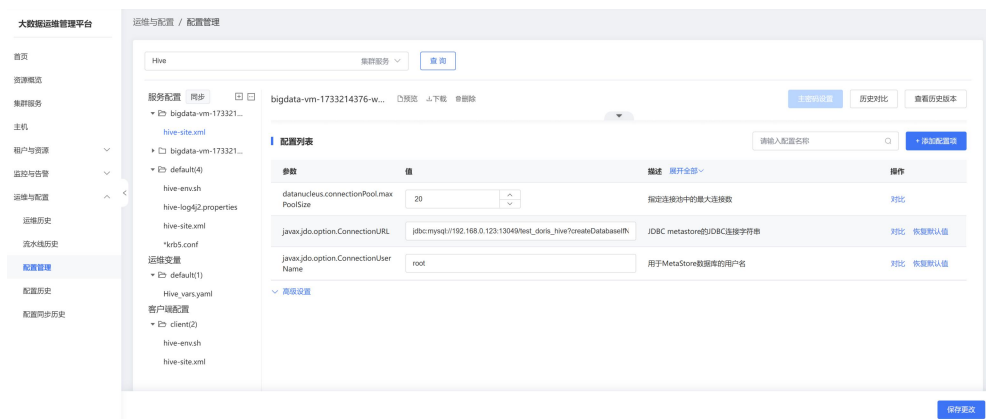 大数据运维管理平台
运维与配置 / 配置管理
首页
资源概览
集群服务
主机
租户与资源
监控与告警
运维与配置
运维历史
流水线历史
配置管理
配置历史
配置同步历史
Hive 集群服务 查询
服务配置 同步
bigdata-vm-173321...
hive-site.xml
bigdata-vm-173321...
default(4)
hive-env.sh
hive-log4j2.properties
hive-site.xml
*krb5.conf
运维变量
default(1)
Hive_vars.yaml
客户端配置
client(2)
hive-env.sh
hive-site.xml
bigdata-vm-1733214376-w... 预览 下载 删除 主密码设置 历史对比 查看历史版本
配置列表 请输入配置名称 + 添加配置项
参数 值 描述 展开全部 操作
datanucleus.connectionPool.max
PoolSize
20 指定连接池中的最大连接数 对比
javax.jdo.option.ConnectionURL jdbc:mysql://192.168.0.123:13049/test_doris_hive?createDatabaseIfN JDBC metastore的JDBC连接字符串 对比 恢复默认值
javax.jdo.option.ConnectionUser
Name
root 用于MetaStore数据库的用户名 对比 恢复默认值
高级设置
保存更改